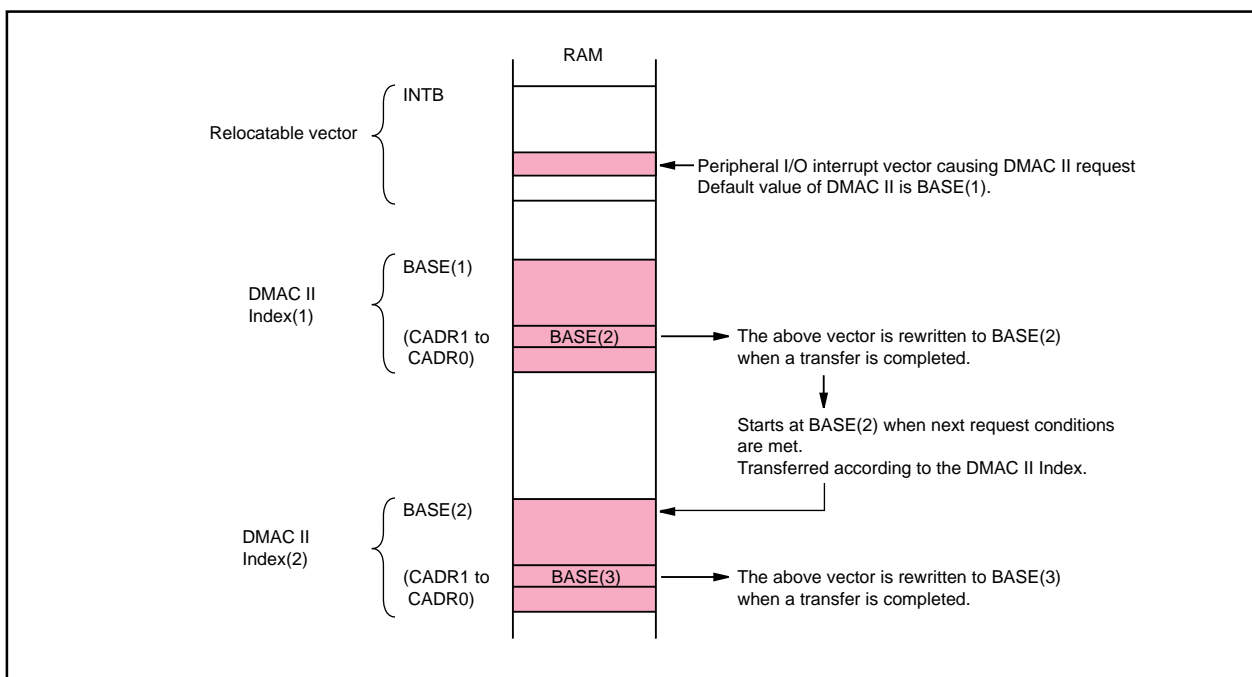 RAM
INTB
Relocatable vector
Peripheral I/O interrupt vector causing DMAC II request
Default value of DMAC II is BASE(1).
BASE(1)
DMAC II
Index(1)
(CADR1 to
CADR0)
BASE(2)
The above vector is rewritten to BASE(2)
when a transfer is completed.
Starts at BASE(2) when next request conditions
are met.
Transferred according to the DMAC II Index.
BASE(2)
DMAC II
Index(2)
(CADR1 to
CADR0)
BASE(3)
The above vector is rewritten to BASE(3)
when a transfer is completed.